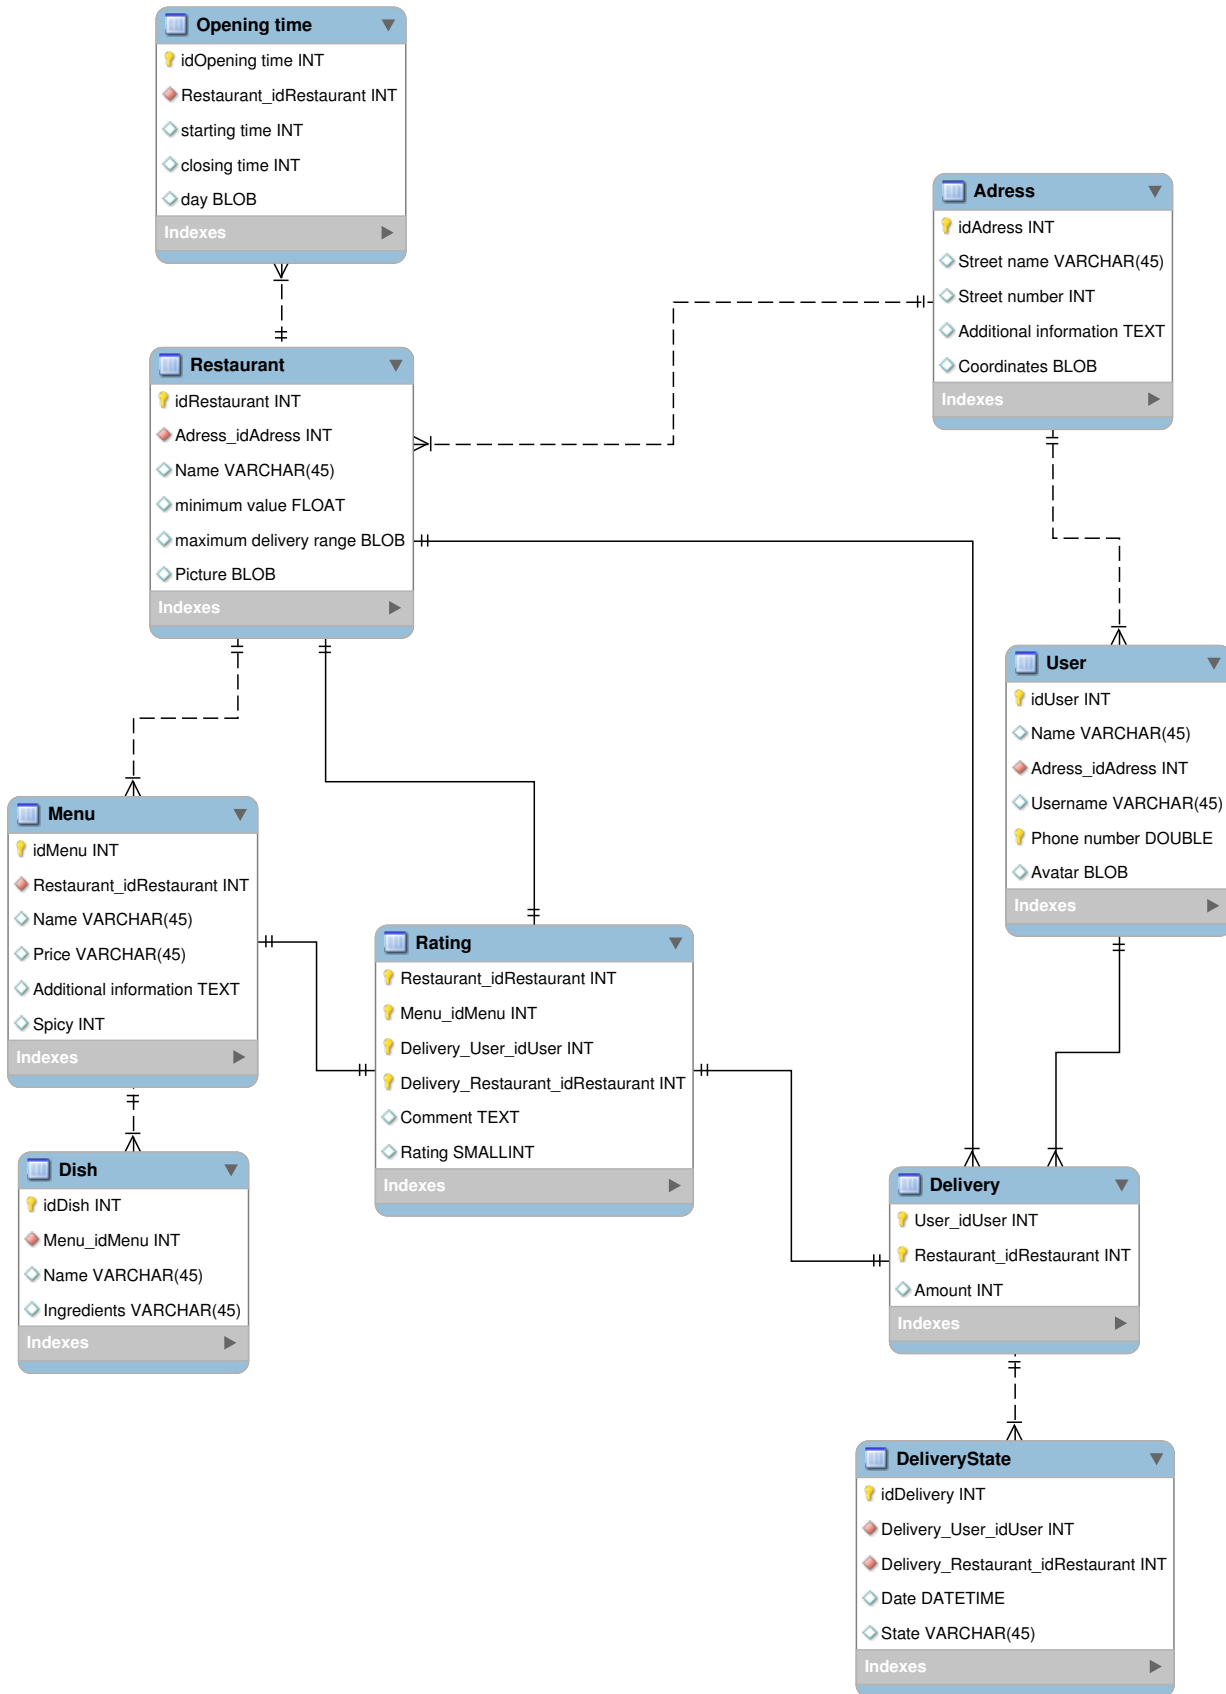 Opening time
idOpening time INT
Restaurant_idRestaurant INT
starting time INT
closing time INT
day BLOB
Indexes
Adress
idAdress INT
Street name VARCHAR(45)
Street number INT
Additional information TEXT
Coordinates BLOB
Indexes
Restaurant
idRestaurant INT
Adress_idAdress INT
Name VARCHAR(45)
minimum value FLOAT
maximum delivery range BLOB
Picture BLOB
Indexes
User
idUser INT
Name VARCHAR(45)
Adress_idAdress INT
Username VARCHAR(45)
Phone number DOUBLE
Avatar BLOB
Indexes
Menu
idMenu INT
Restaurant_idRestaurant INT
Name VARCHAR(45)
Price VARCHAR(45)
Additional information TEXT
Spicy INT
Indexes
Rating
Restaurant_idRestaurant INT
Menu_idMenu INT
Delivery_User_idUser INT
Delivery_Restaurant_idRestaurant INT
Comment TEXT
Rating SMALLINT
Indexes
Dish
idDish INT
Menu_idMenu INT
Name VARCHAR(45)
Ingredients VARCHAR(45)
Indexes
Delivery
User_idUser INT
Restaurant_idRestaurant INT
Amount INT
Indexes
DeliveryState
idDelivery INT
Delivery_User_idUser INT
Delivery_Restaurant_idRestaurant INT
Date DATETIME
State VARCHAR(45)
Indexes